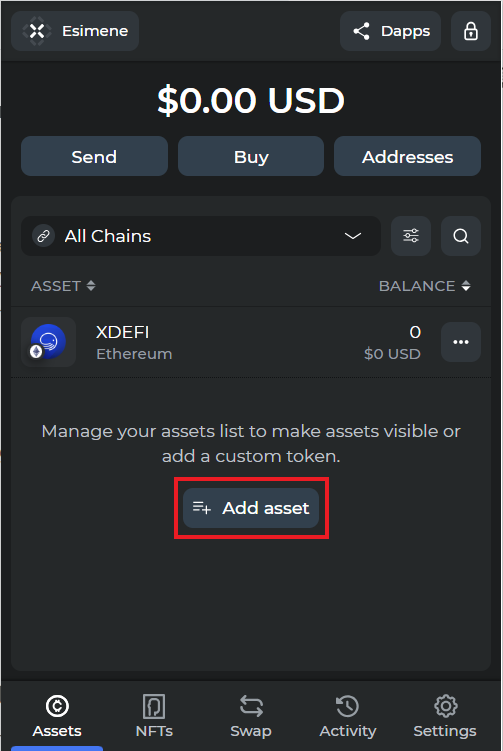 Esimene
Dapps
$0.00 USD
Send
Buy
Addresses
All Chains
ASSET
BALANCE
XDEFI
0
Ethereum
$0 USD
Manage your assets list to make assets visible or
add a custom token.
Add asset
Assets
NFTs
Swap
Activity
Settings